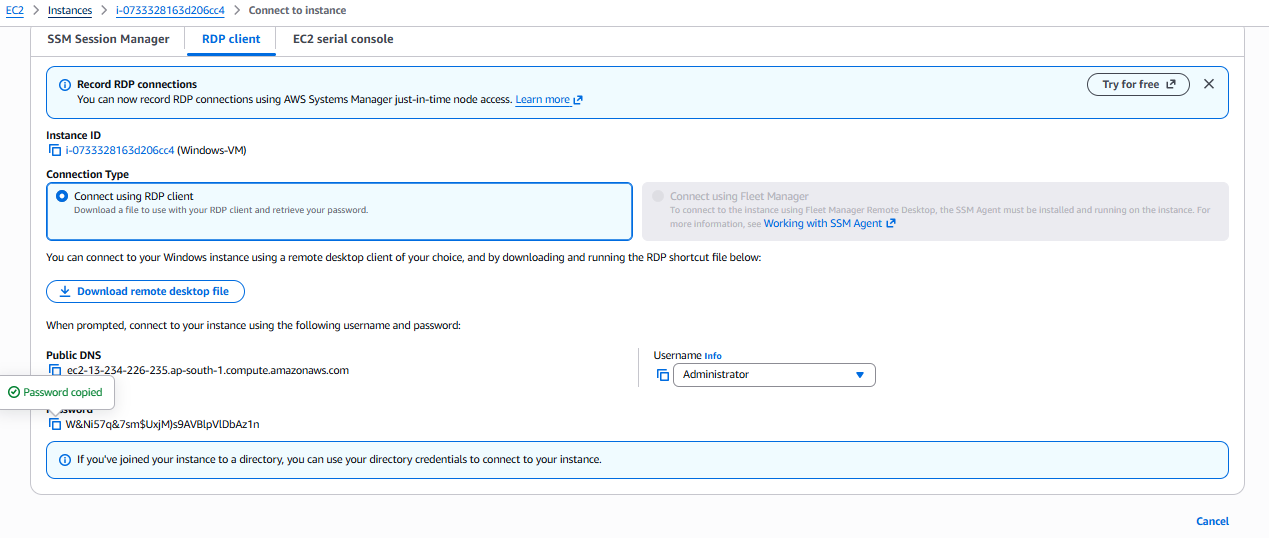 EC2 > Instances > i-0733328163d206cc4 > Connect to instance
SSM Session Manager RDP client EC2 serial console
Record RDP connections
You can now record RDP connections using AWS Systems Manager just-in-time node access. Learn more
Try for free
Instance ID
i-0733328163d206cc4 (Windows-VM)
Connection Type
Connect using RDP client
Download a file to use with your RDP client and retrieve your password.
Connect using Fleet Manager
To connect to the instance using Fleet Manager Remote Desktop, the SSM Agent must be installed and running on the instance. For
more information, see Working with SSM Agent
You can connect to your Windows instance using a remote desktop client of your choice, and by downloading and running the RDP shortcut file below:
Download remote desktop file
When prompted, connect to your instance using the following username and password:
Public DNS
ec2-13-234-226-235.ap-south-1.compute.amazonaws.com
Username Info
Administrator
Password copied
Password
W&Ni57q&7sm$UxjM)s9AVBlpVlDbAz1n
If you've joined your instance to a directory, you can use your directory credentials to connect to your instance.
Cancel